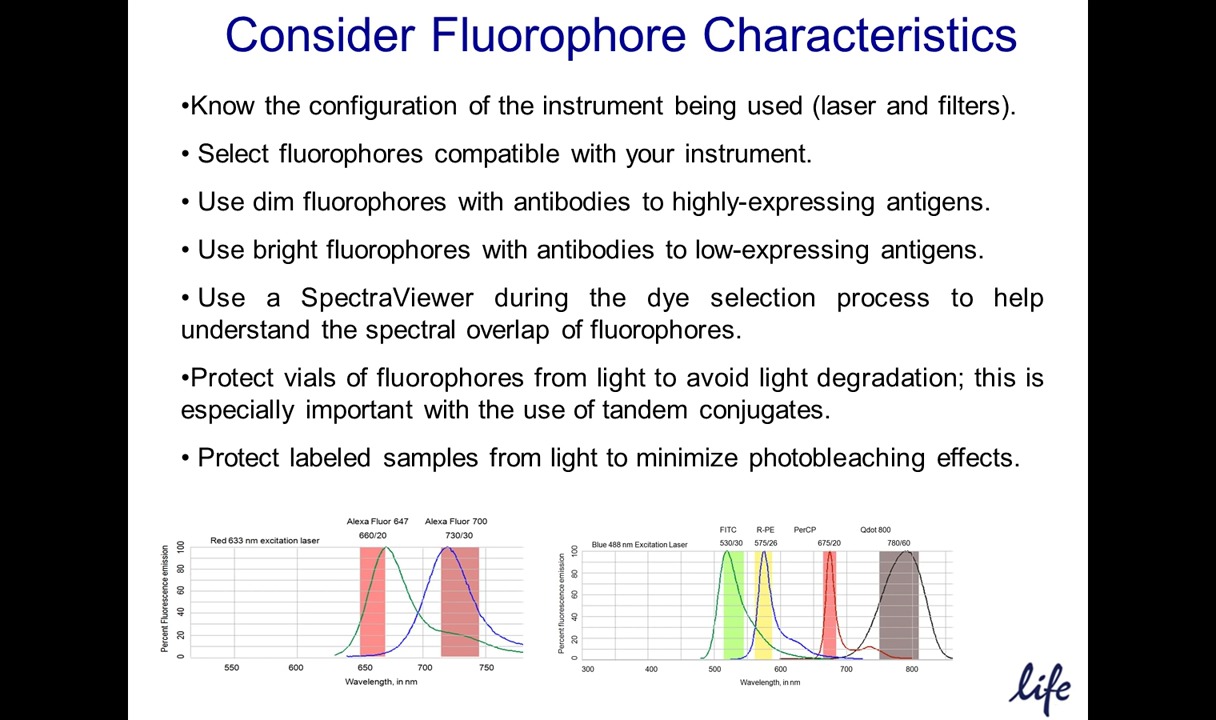 Consider Fluorophore Characteristics
•Know the configuration of the instrument being used (laser and filters).
• Select fluorophores compatible with your instrument.
• Use dim fluorophores with antibodies to highly-expressing antigens.
• Use bright fluorophores with antibodies to low-expressing antigens.
• Use a SpectraViewer during the dye selection process to help
understand the spectral overlap of fluorophores.
•Protect vials of fluorophores from light to avoid light degradation; this is
especially important with the use of tandem conjugates.
• Protect labeled samples from light to minimize photobleaching effects.
Alexa Fluor 647 Alexa Fluor 700
Red 633 nm excitation laser 660/20 730/30
Percent Fluorescence emission
100
80
60
40
20
0
550 600 650 700 750
Wavelength, in nm
FITC R-PE PerCP Qdot 800
Blue 488 nm Excitation Laser 530/30 575/26 675/20 780/60
Percent fluorescence emission
100
80
60
40
20
0
300 400 500 600 700 800
Wavelength, in nm
life